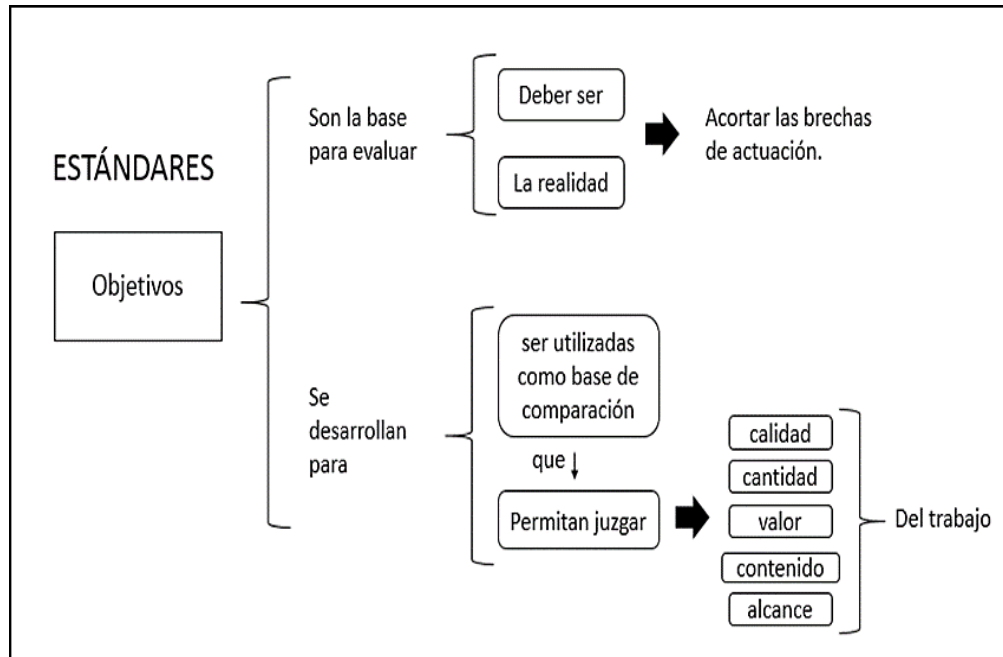 ESTÁNDARES
Objetivos
Son la base
para evaluar
Deber ser
La realidad
Acortar las brechas
de actuación.
Se
desarrollan
para
ser utilizadas
como base de
comparación
que
Permitan juzgar
calidad
cantidad
valor
contenido
alcance
Del trabajo